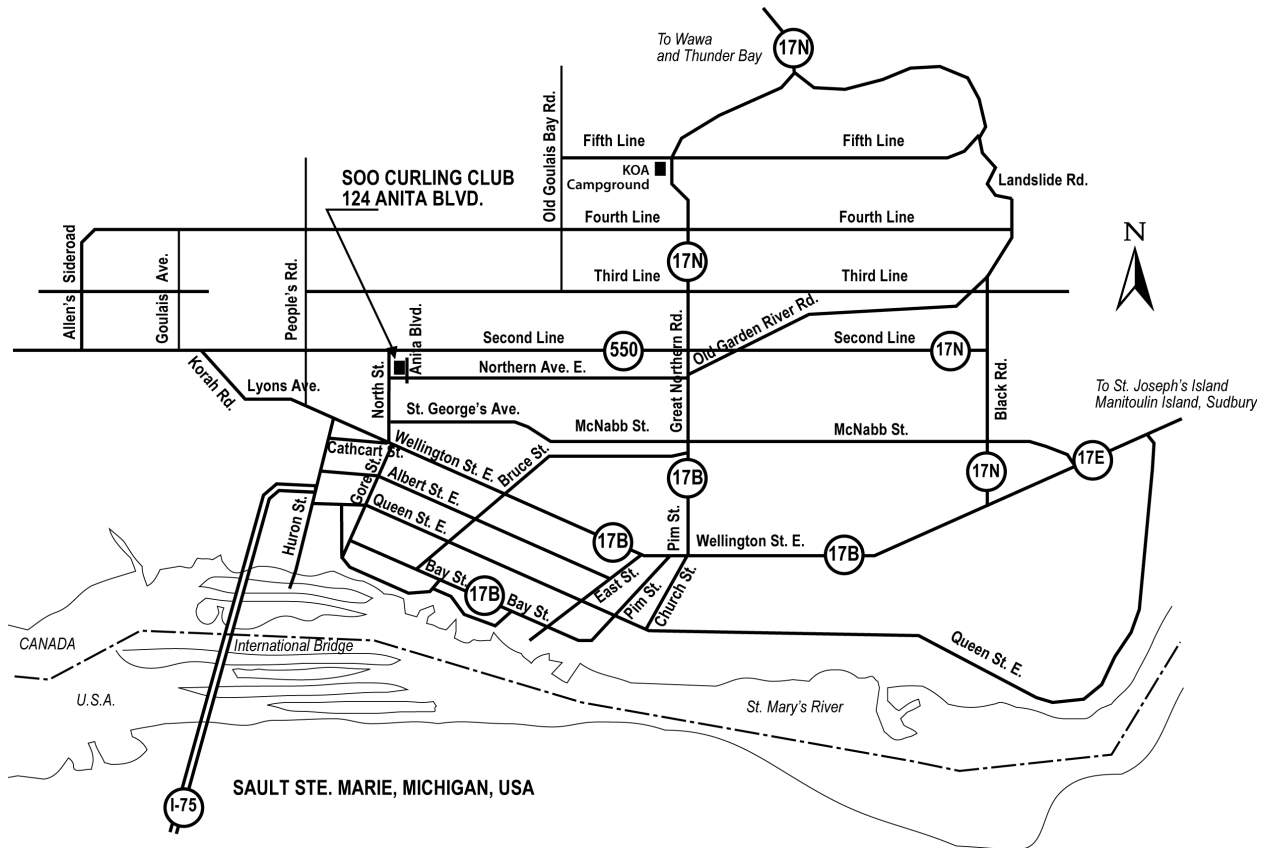 To Wawa
and Thunder Bay
17N
Old Goulais Bay Rd.
Fifth Line
Fifth Line
KOA
Campground
SOO CURLING CLUB
124 ANITA BLVD.
Landslide Rd.
Fourth Line
Fourth Line
Allen's Sideroad
Goulais Ave.
People's Rd.
17N
N
Third Line
Third Line
Anita Blvd.
Second Line
550
Great Northern Rd.
Old Garden River Rd.
Second Line
17N
Northern Ave. E.
Korah Rd.
Lyons Ave.
North St.
Black Rd.
To St. Joseph's Island
Manitoulin Island, Sudbury
St. George's Ave.
McNabb St.
McNabb St.
Cathcart St.
Wellington St. E.
Bruce St.
17E
17N
17B
Gore St.
Albert St. E.
Queen St. E.
Huron St.
Pim St.
17B
Wellington St. E.
17B
Bay St.
17B
Bay St.
East St.
Pim St.
Church St.
Queen St. E.
CANADA
International Bridge
U.S.A.
St. Mary's River
I-75
SAULT STE. MARIE, MICHIGAN, USA